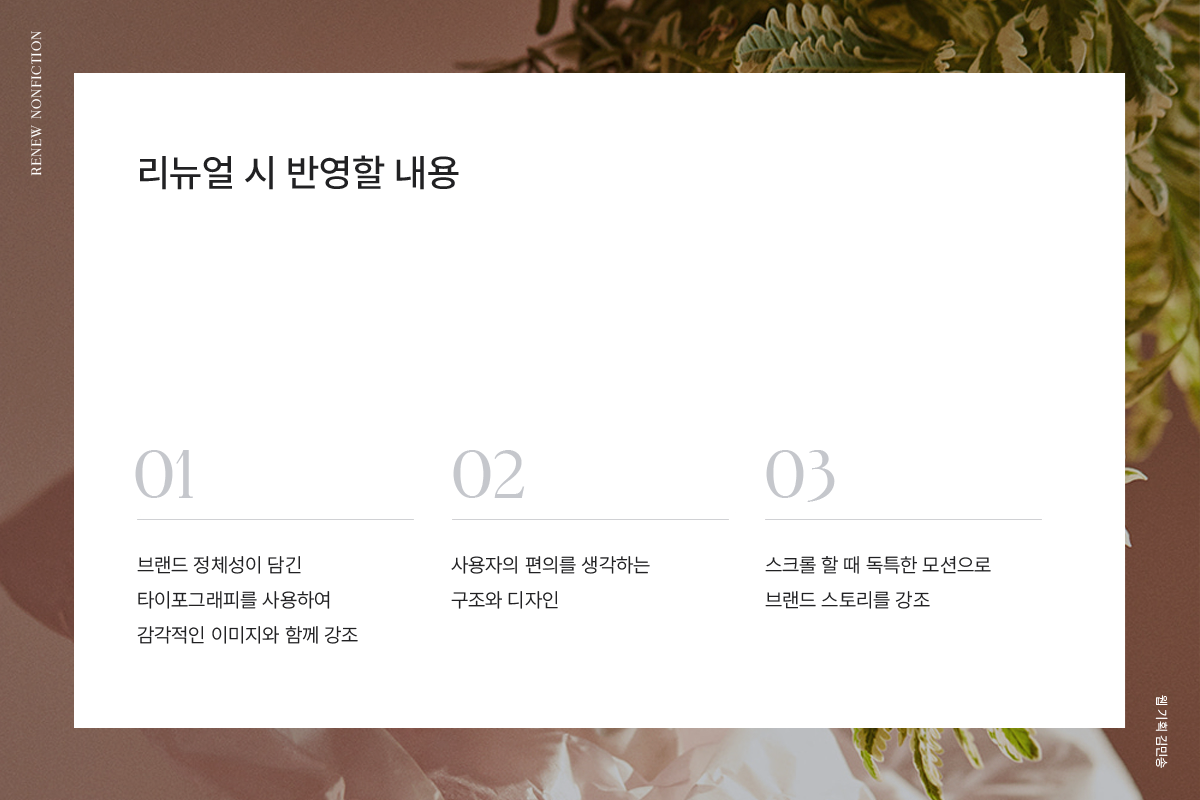 RENEW NONFICTION
리뉴얼 시 반영할 내용
01
브랜드 정체성이 담긴
타이포그래피를 사용하여
감각적인 이미지와 함께 강조
02
사용자의 편의를 생각하는
구조와 디자인
03
스크롤 할 때 독특한 모션으로
브랜드 스토리를 강조
웹 기획 김민송